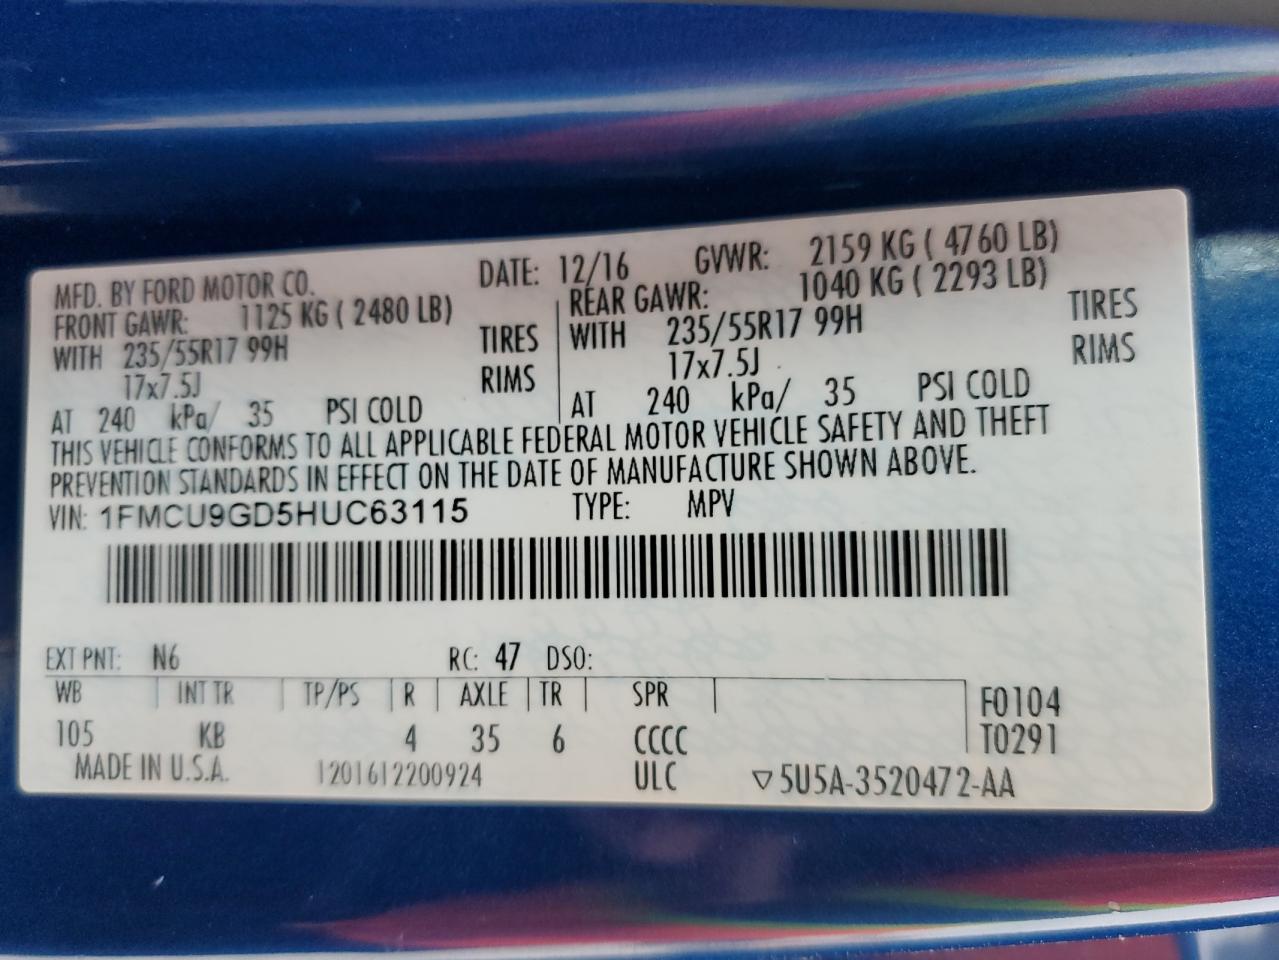 MFD. BY FORD MOTOR CO. DATE: 12/16 GVWR: 2159 KG ( 4760 LB)
FRONT GAWR: 1125 KG ( 2480 LB) REAR GAWR: 1040 KG ( 2293 LB)
WITH 235/55R17 99H TIRES WITH 235/55R17 99H TIRES
17x7.5J RIMS 17x7.5J RIMS
AT 240 kPa/ 35 PSI COLD AT 240 kPa/ 35 PSI COLD
THIS VEHICLE CONFORMS TO ALL APPLICABLE FEDERAL MOTOR VEHICLE SAFETY AND THEFT
PREVENTION STANDARDS IN EFFECT ON THE DATE OF MANUFACTURE SHOWN ABOVE.
VIN: 1FMCU9GD5HUC63115 TYPE: MPV
EXT PNT: N6 RC: 47 DSO:
WB INT TR TP/PS R AXLE TR SPR F0104
105 KB 4 35 6 CCCC T0291
MADE IN U.S.A. 1201612200924 ULC ▽5U5A-3520472-AA